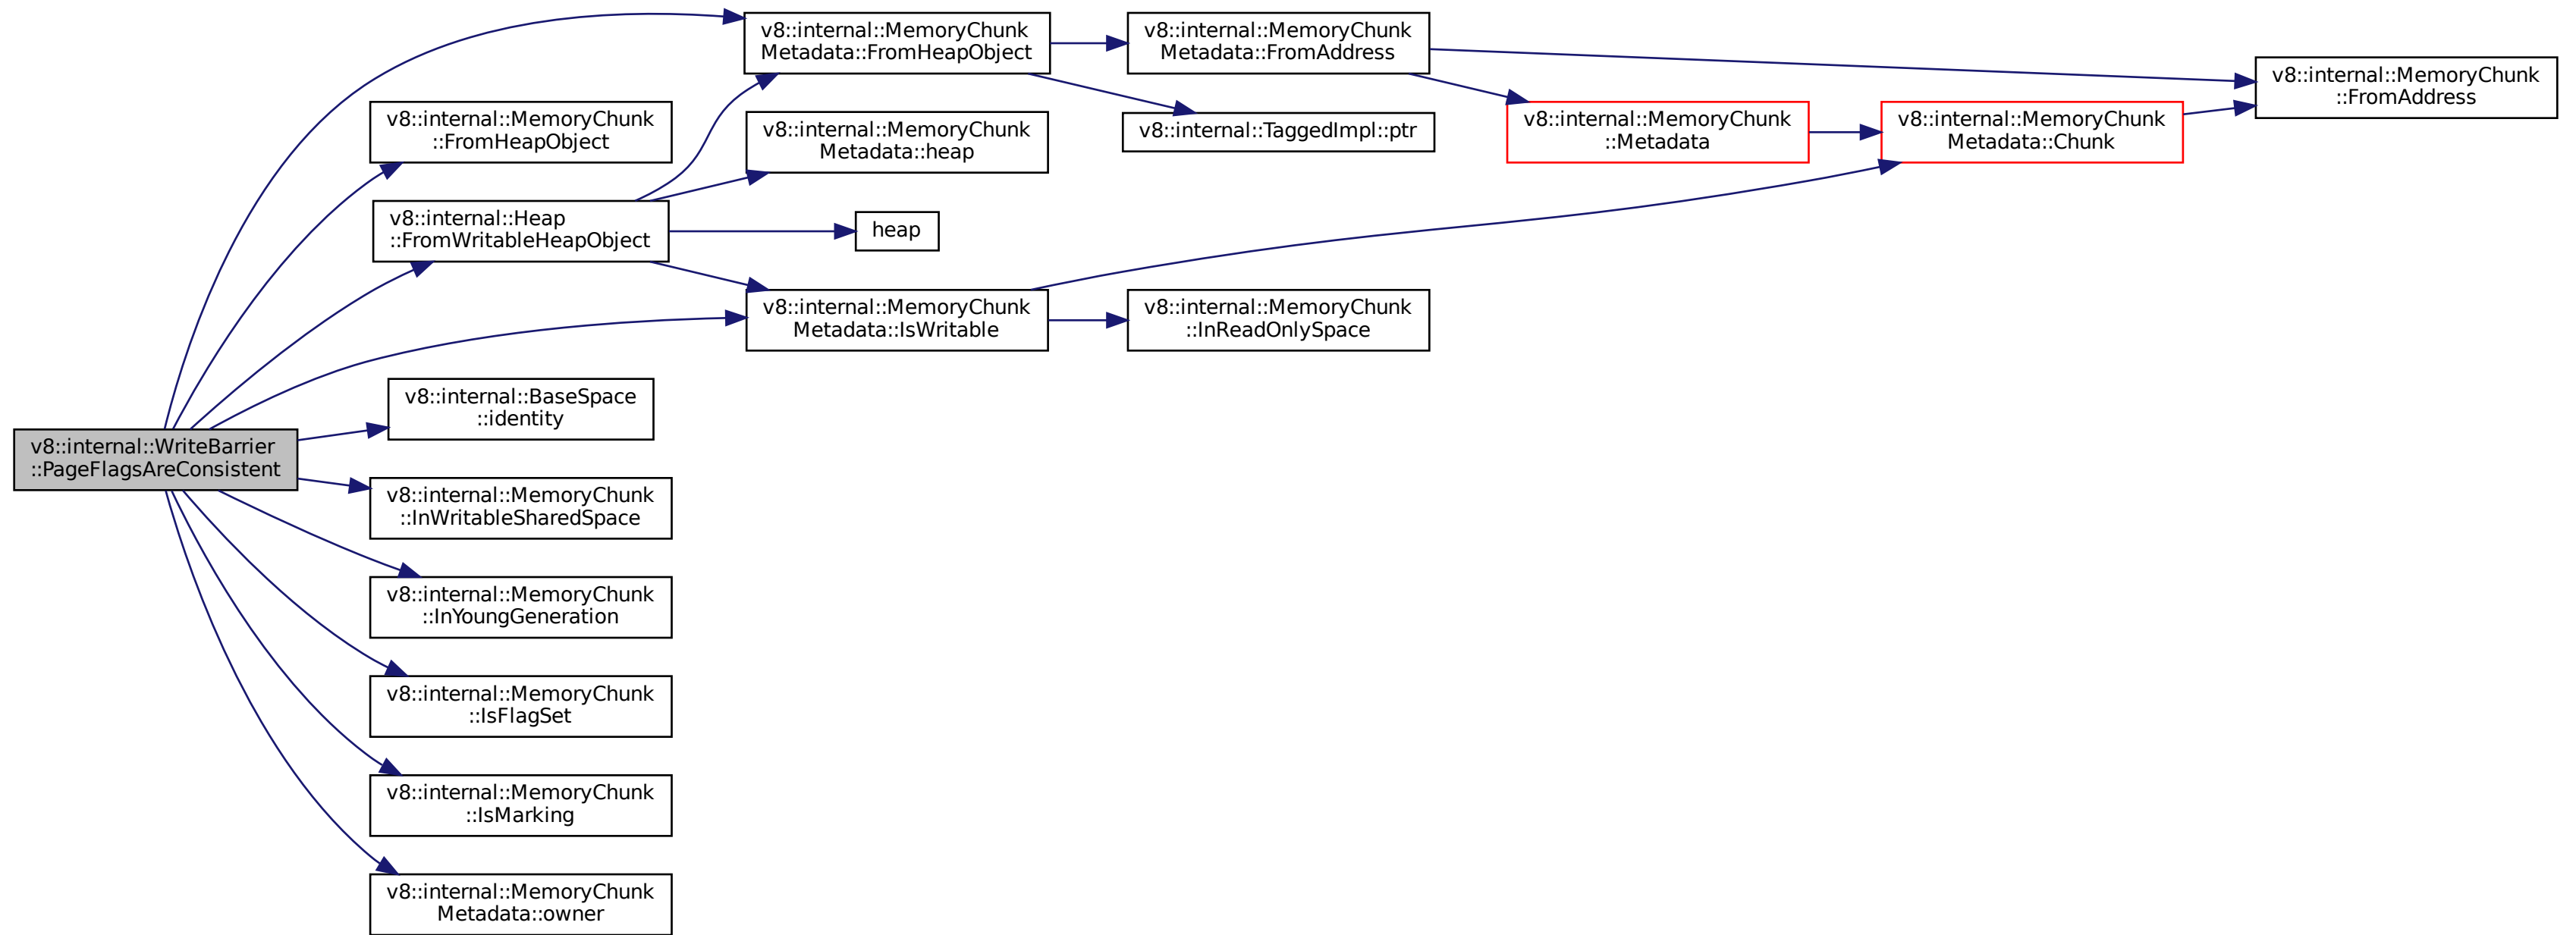 v8::internal::WriteBarrier
::PageFlagsAreConsistent
v8::internal::MemoryChunk
Metadata::FromHeapObject
v8::internal::MemoryChunk
Metadata::FromAddress
v8::internal::MemoryChunk
::FromAddress
v8::internal::MemoryChunk
::FromHeapObject
v8::internal::MemoryChunk
Metadata::heap
v8::internal::TaggedImpl::ptr
v8::internal::MemoryChunk
::Metadata
v8::internal::MemoryChunk
Metadata::Chunk
v8::internal::Heap
::FromWritableHeapObject
heap
v8::internal::MemoryChunk
Metadata::IsWritable
v8::internal::MemoryChunk
::InReadOnlySpace
v8::internal::BaseSpace
::identity
v8::internal::MemoryChunk
::InWritableSharedSpace
v8::internal::MemoryChunk
::InYoungGeneration
v8::internal::MemoryChunk
::IsFlagSet
v8::internal::MemoryChunk
::IsMarking
v8::internal::MemoryChunk
Metadata::owner